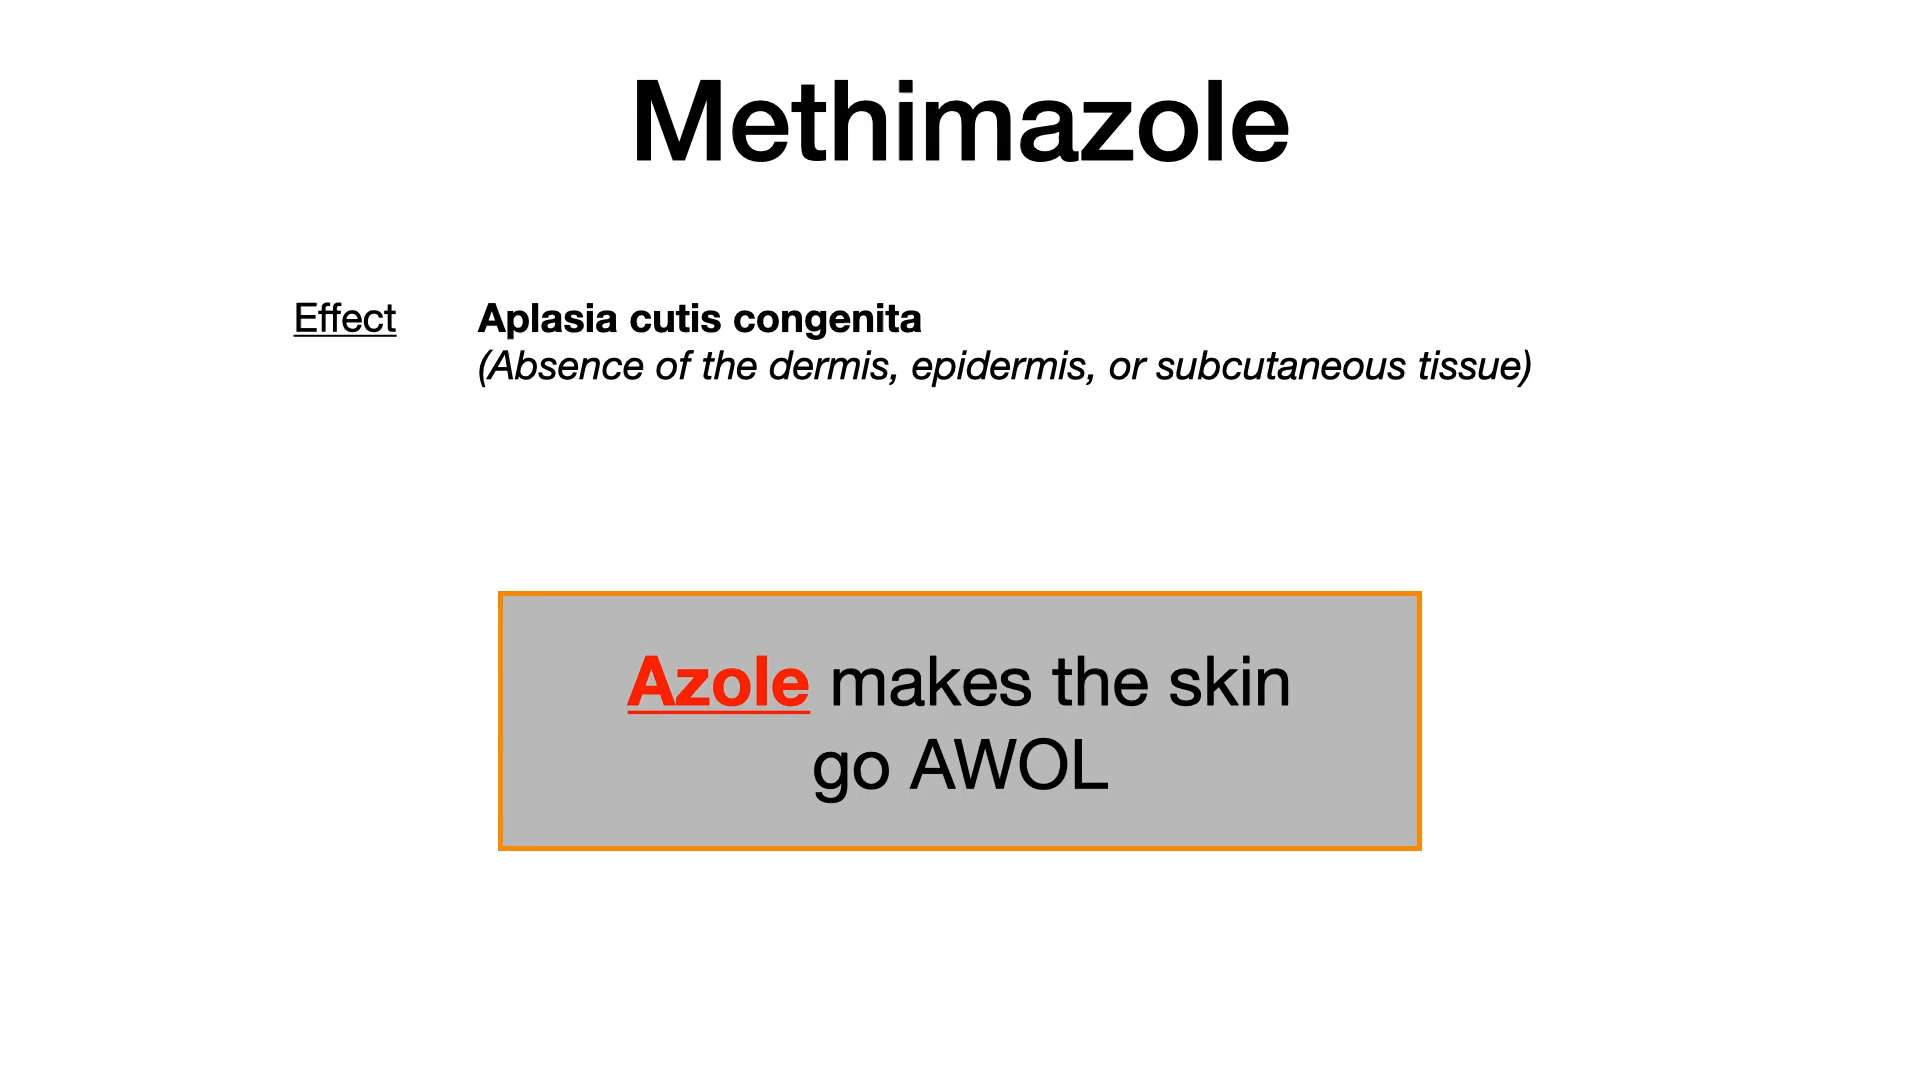 Methimazole
Effect Aplasia cutis congenita
(Absence of the dermis, epidermis, or subcutaneous tissue)
Azole makes the skin
go AWOL